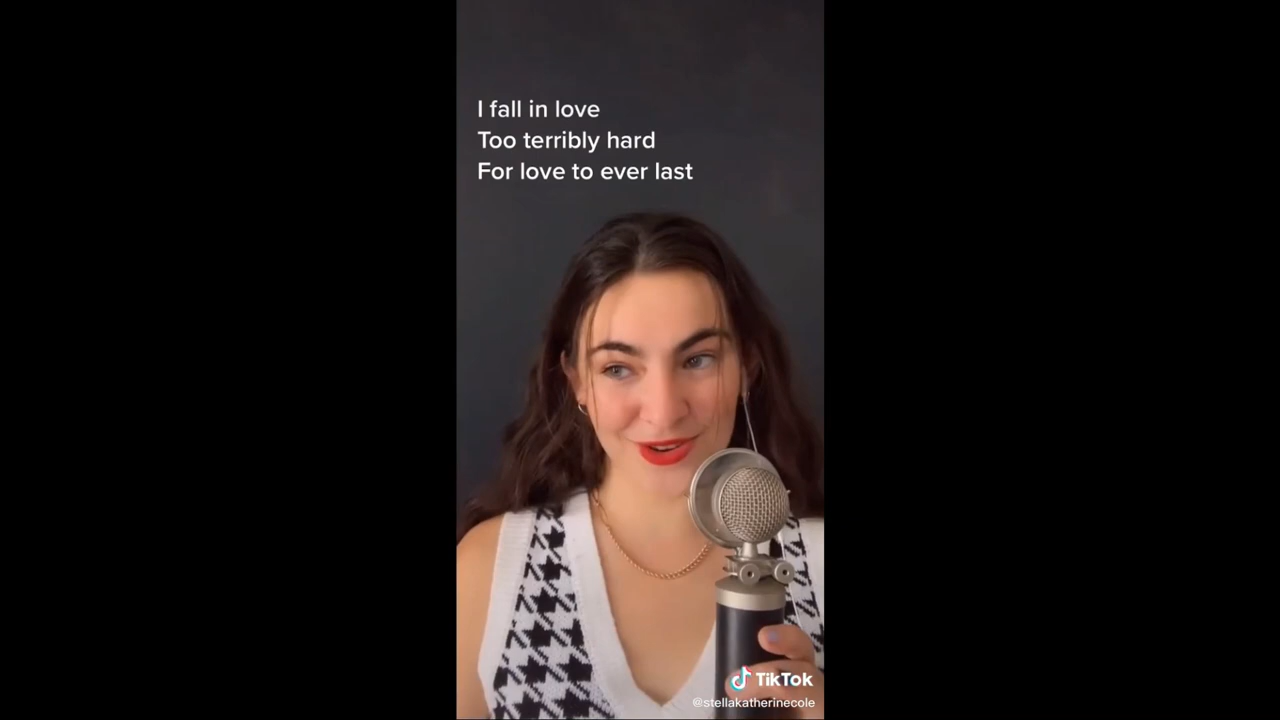 I fall in love
Too terribly hard
For love to ever last
TikTok
@stellakatherinecole